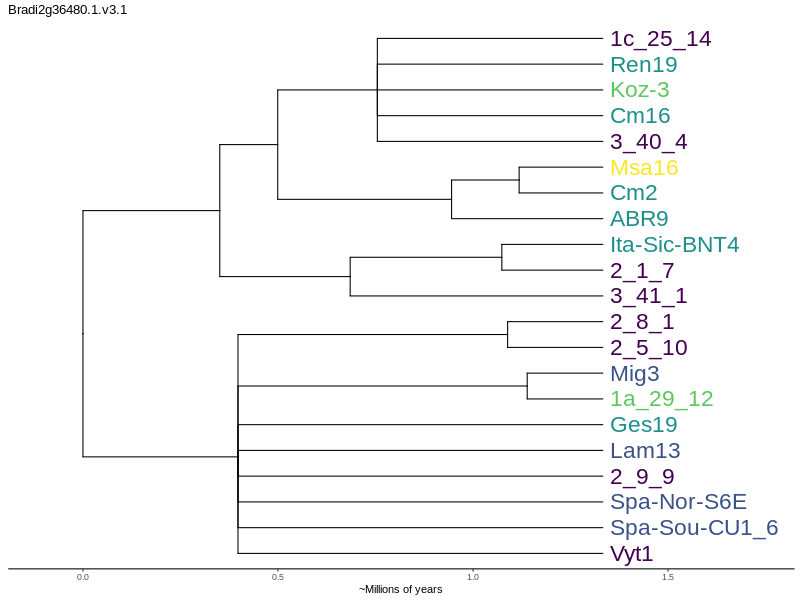 Bradi2g36480.1.v3.1
1c_25_14
Ren19
Koz-3
Cm16
3_40_4
Msa16
Cm2
ABR9
Ita-Sic-BNT4
2_1_7
3_41_1
2_8_1
2_5_10
Mig3
1a_29_12
Ges19
Lam13
2_9_9
Spa-Nor-S6E
Spa-Sou-CU1_6
Vyt1
0.0 0.5 1.0 1.5
~Millions of years